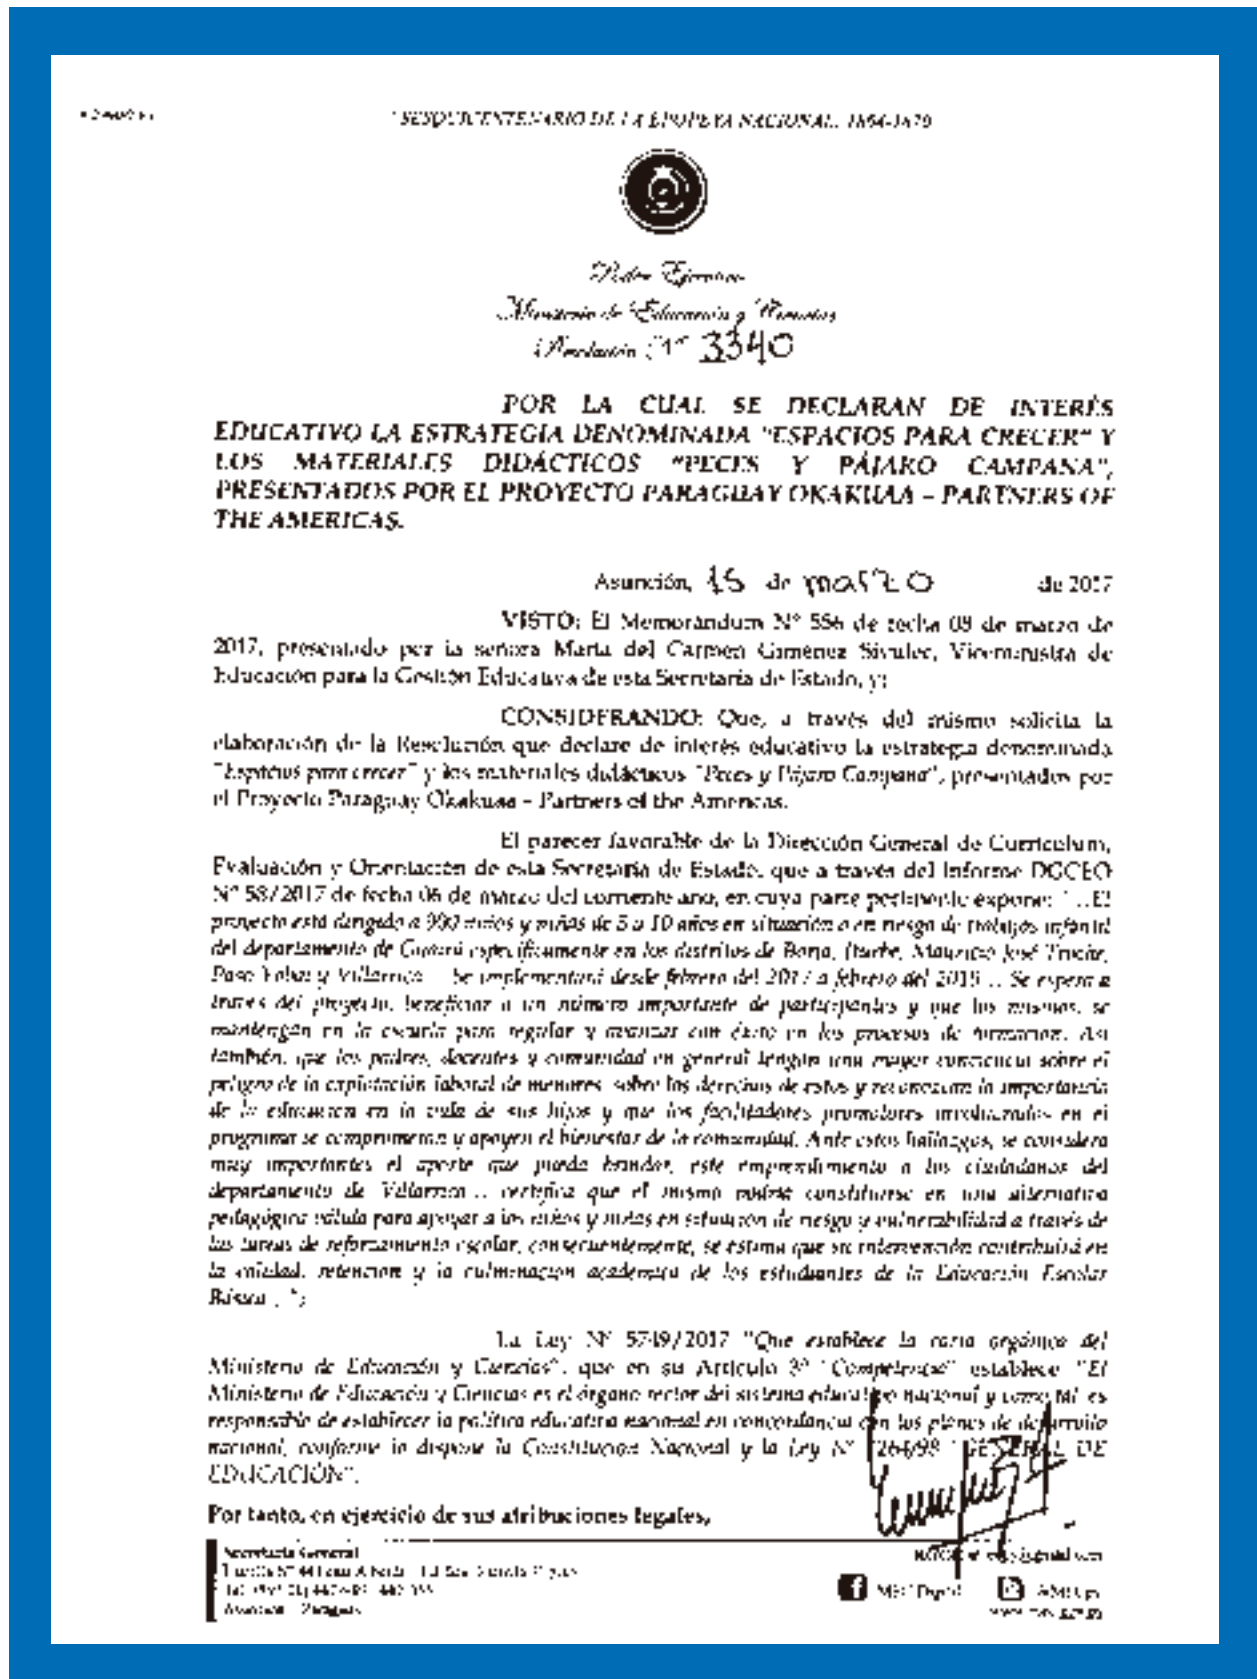 "SESQUICENTENARIO DE LA EPOPEYA NACIONAL: 1864-1870
Poder Ejecutivo
Ministerio de Educación y Ciencias
Resolución N° 3340
POR LA CUAL SE DECLARAN DE INTERÉS
EDUCATIVO LA ESTRATEGIA DENOMINADA "ESPACIOS PARA CRECER" Y
LOS MATERIALES DIDÁCTICOS "PECES Y PÁJARO CAMPANA",
PRESENTADOS POR EL PROYECTO PARAGUAY OKAKUAA – PARTNERS OF
THE AMERICAS.
Asunción, 15 de marzo de 2017
VISTO: El Memorándum N° 556 de fecha 08 de marzo de
2017, presentado por la señora María del Carmen Giménez Sivulec, Viceministra de
Educación para la Gestión Educativa de esta Secretaría de Estado, y;
CONSIDERANDO: Que, a través del mismo solicita la
elaboración de la Resolución que declare de interés educativo la estrategia denominada
"Espacios para crecer" y los materiales didácticos "Peces y Pájaro Campana", presentados por
el Proyecto Paraguay Okakuaa – Partners of the Americas.
El parecer favorable de la Dirección General de Currículum,
Evaluación y Orientación de esta Secretaría de Estado, que a través del Informe DGCEO
N° 58/2017 de fecha 06 de marzo del corriente año, en cuya parte pertinente expone: "...El
proyecto está dirigido a 900 niños y niñas de 5 a 10 años en situación o en riesgo de trabajo infantil
del departamento de Guairá específicamente en los distritos de Borja, Iturbe, Mauricio José Troche,
Paso Yobai y Villarrica... Se implementará desde febrero del 2017 a febrero del 2018... Se espera a
través del proyecto, beneficiar a un número importante de participantes y que los mismos, se
mantengan en la escuela para regular y avanzar con éxito en los procesos de formación. Así
también, que los padres, docentes y comunidad en general tengan una mayor conciencia sobre el
peligro de la explotación laboral de menores, sobre los derechos de estos y reconozcan la importancia
de la educación en la vida de sus hijos y que los facilitadores promotores involucrados en el
programa se comprometan y apoyen el bienestar de la comunidad. Ante estos hallazgos, se considera
muy importantes el aporte que pueda brindar, este emprendimiento a los ciudadanos del
departamento de Villarrica... certifica que el mismo podría constituirse en una alternativa
pedagógica válida para apoyar a los niños y niñas en situación de riesgo y vulnerabilidad a través de
las tareas de reforzamiento escolar, consecuentemente, se estima que su intervención contribuirá en
la calidad, retención y la culminación académica de los estudiantes de la Educación Escolar
Básica...";
La Ley N° 5749/2017 "Que establece la carta orgánica del
Ministerio de Educación y Ciencias", que en su Artículo 3° "Competencia" establece "El
Ministerio de Educación y Ciencias es el órgano rector del sistema educativo nacional y como tal es
responsable de establecer la política educativa nacional en concordancia con los planes de desarrollo
nacional, conforme lo dispone la Constitución Nacional y la Ley N° 1264/98 "GENERAL DE
EDUCACIÓN".
Por tanto, en ejercicio de sus atribuciones legales,
Secretaría General
Asunción - Paraguay